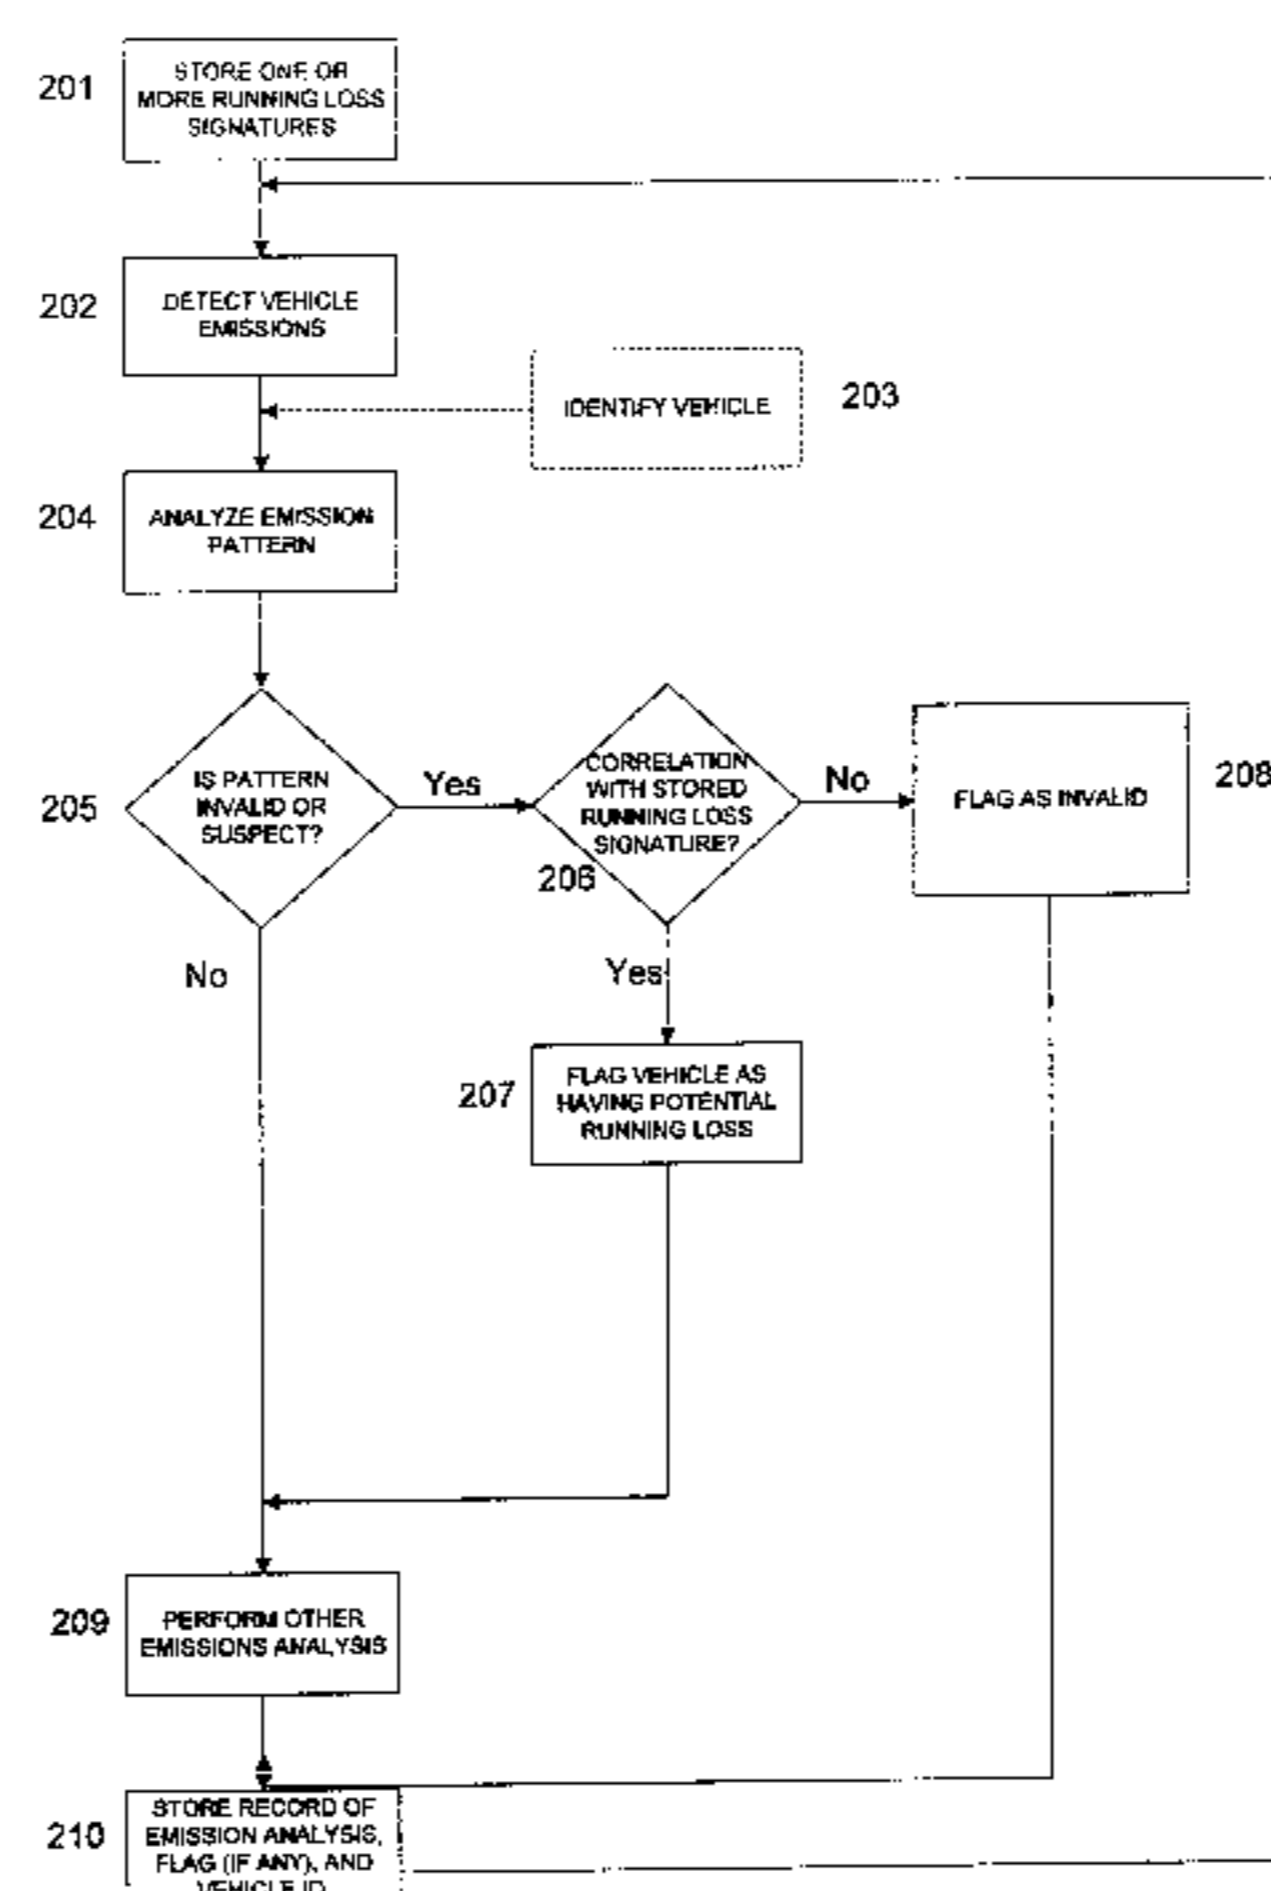 201
STORE ONE OR
MORE RUNNING LOSS
SIGNATURES
202
DETECT VEHICLE
EMISSIONS
IDENTIFY VEHICLE
203
204
ANALYZE EMISSION
PATTERN
205
IS PATTERN
INVALID OR
SUSPECT?
Yes
CORRELATION
WITH STORED
RUNNING LOSS
SIGNATURE?
206
No
FLAG AS INVALID
208
No
Yes
207
FLAG VEHICLE AS
HAVING POTENTIAL
RUNNING LOSS
209
PERFORM OTHER
EMISSIONS ANALYSIS
210
STORE RECORD OF
EMISSION ANALYSIS,
FLAG (IF ANY), AND
VEHICLE ID